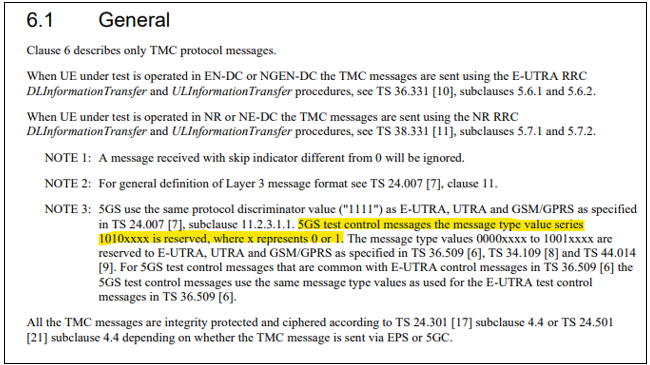 6.1 General
Clause 6 describes only TMC protocol messages.
When UE under test is operated in EN-DC or NGEN-DC the TMC messages are sent using the E-UTRA RRC
DLInformationTransfer and ULInformationTransfer procedures, see TS 36.331 [10], subclauses 5.6.1 and 5.6.2.
When UE under test is operated in NR or NE-DC the TMC messages are sent using the NR RRC
DLInformationTransfer and ULInformationTransfer procedures, see TS 38.331 [11], subclauses 5.7.1 and 5.7.2.
NOTE 1: A message received with skip indicator different from 0 will be ignored.
NOTE 2: For general definition of Layer 3 message format see TS 24.007 [7], clause 11.
NOTE 3: 5GS use the same protocol discriminator value ("1111") as E-UTRA, UTRA and GSM/GPRS as specified
in TS 24.007 [7], subclause 11.2.3.1.1. 5GS test control messages the message type value series
1010xxxx is reserved, where x represents 0 or 1. The message type values 0000xxxx to 1001xxxx are
reserved to E-UTRA, UTRA and GSM/GPRS as specified in TS 36.509 [6], TS 34.109 [8] and TS 44.014
[9]. For 5GS test control messages that are common with E-UTRA control messages in TS 36.509 [6] the
5GS test control messages use the same message type values as used for the E-UTRA test control
messages in TS 36.509 [6].
All the TMC messages are integrity protected and ciphered according to TS 24.301 [17] subclause 4.4 or TS 24.501
[21] subclause 4.4 depending on whether the TMC message is sent via EPS or 5GC.